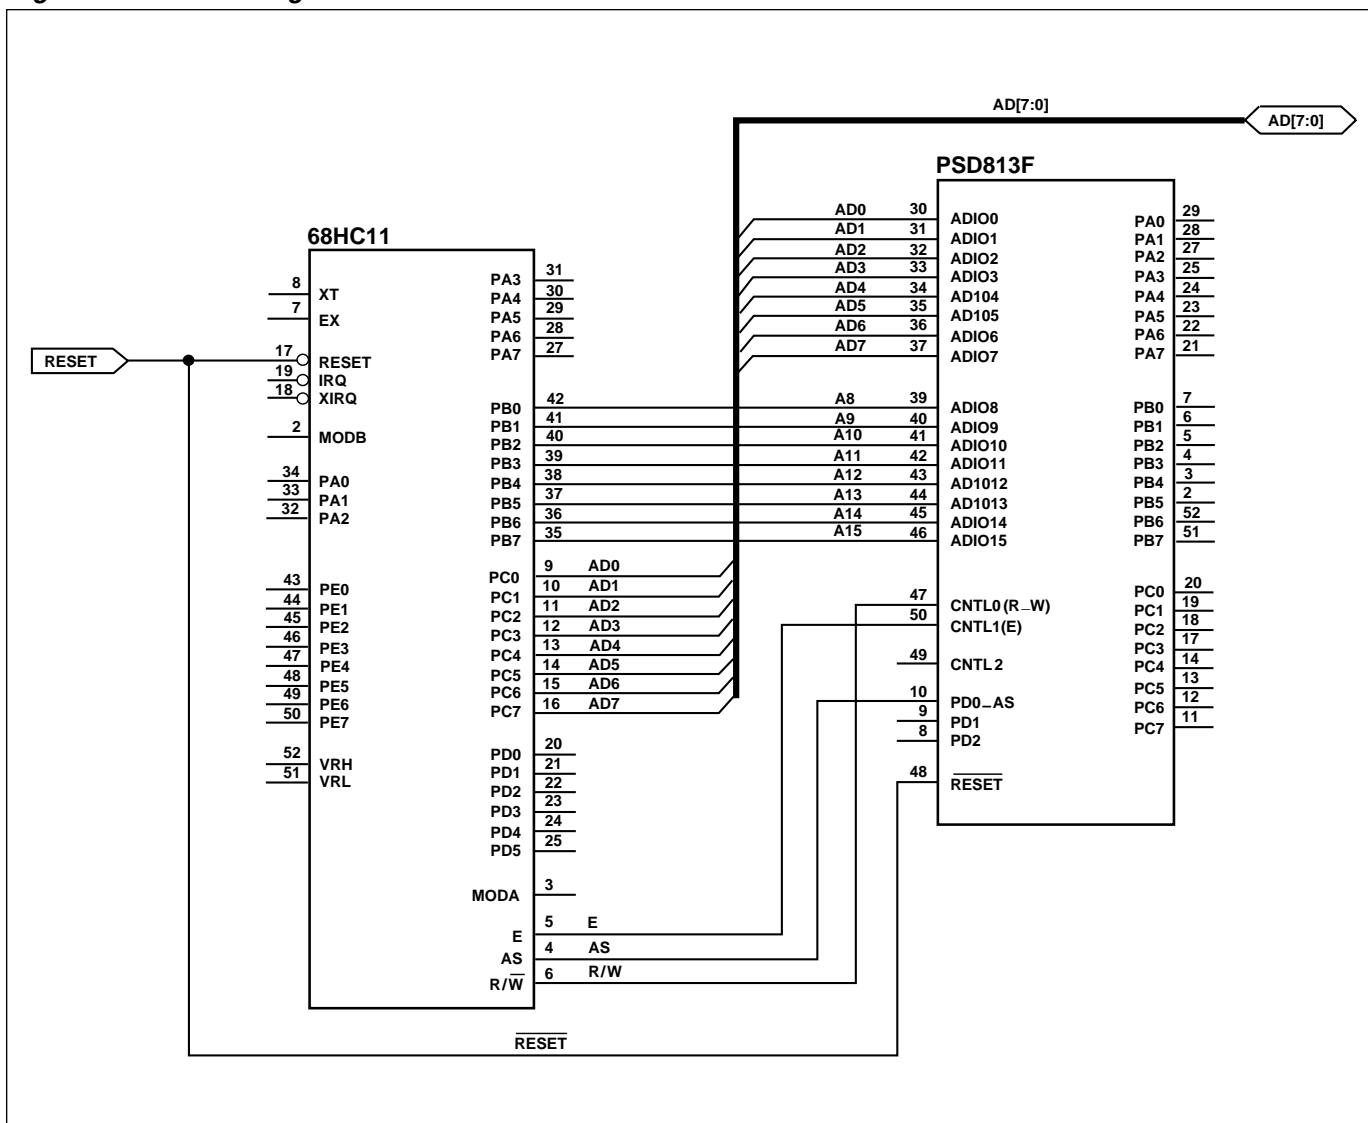 AD[7:0]
AD[7:0]
PSD813F
AD0 30 ADIO0
AD1 31 ADIO1
AD2 32 ADIO2
AD3 33 ADIO3
AD4 34 AD104
AD5 35 AD105
AD6 36 ADIO6
AD7 37 ADIO7
A8 39 ADIO8
A9 40 ADIO9
A10 41 ADIO10
A11 42 ADIO11
A12 43 AD1012
A13 44 AD1013
A14 45 ADIO14
A15 46 ADIO15
47 CNTL0(R_W)
50 CNTL1(E)
49 CNTL2
10 PD0_AS
9 PD1
8 PD2
48 RESET
PA0 29
PA1 28
PA2 27
PA3 25
PA4 24
PA5 23
PA6 22
PA7 21
PB0 7
PB1 6
PB2 5
PB3 4
PB4 3
PB5 2
PB6 52
PB7 51
PC0 20
PC1 19
PC2 18
PC3 17
PC4 14
PC5 13
PC6 12
PC7 11
68HC11
8 XT
7 EX
RESET
17 RESET
19 IRQ
18 XIRQ
2 MODB
34 PA0
33 PA1
32 PA2
43 PE0
44 PE1
45 PE2
46 PE3
47 PE4
48 PE5
49 PE6
50 PE7
52 VRH
51 VRL
PA3 31
PA4 30
PA5 29
PA6 28
PA7 27
PB0 42
PB1 41
PB2 40
PB3 39
PB4 38
PB5 37
PB6 36
PB7 35
PC0 9 AD0
PC1 10 AD1
PC2 11 AD2
PC3 12 AD3
PC4 13 AD4
PC5 14 AD5
PC6 15 AD6
PC7 16 AD7
PD0 20
PD1 21
PD2 22
PD3 23
PD4 24
PD5 25
MODA 3
E 5 E
AS 4 AS
R/W 6 R/W
RESET